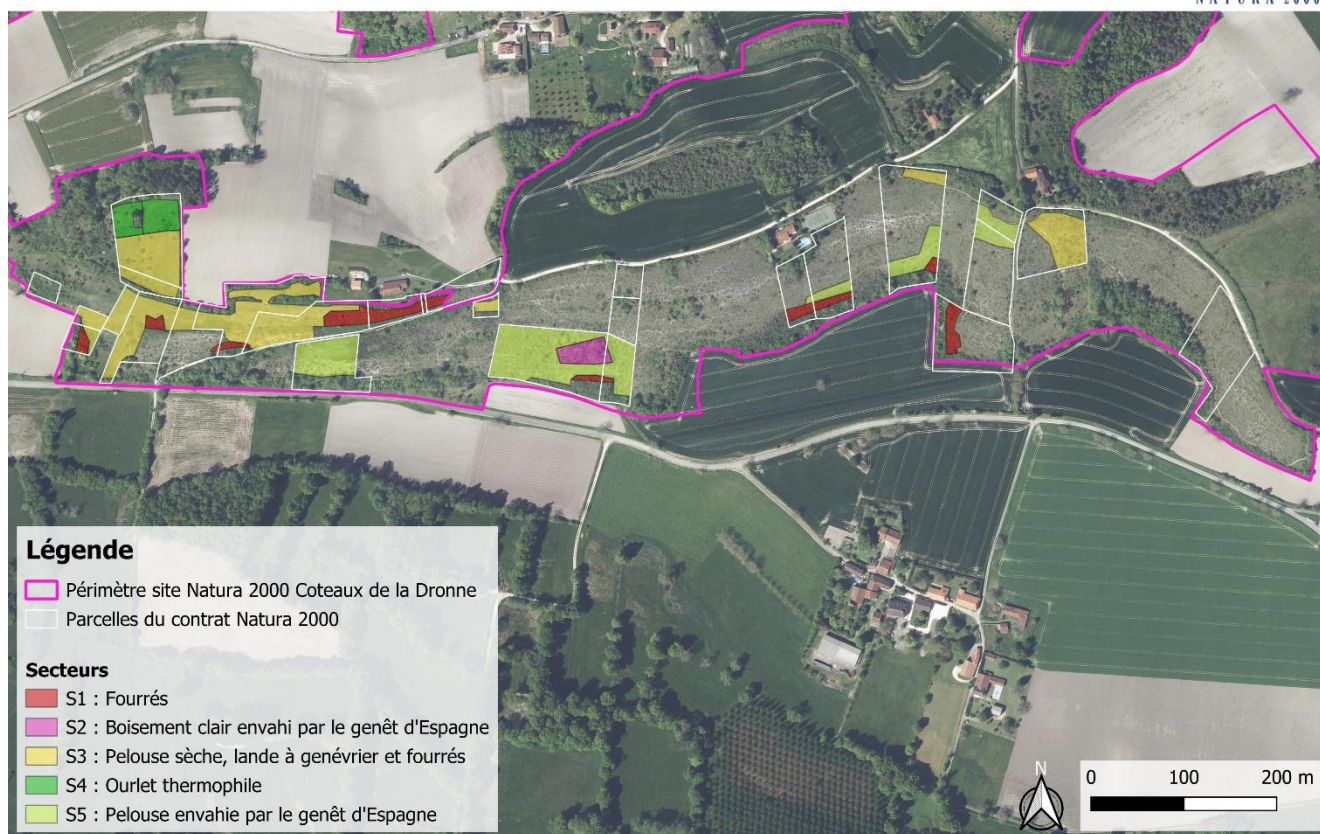 NATURA 2000
Légende
Périmètre site Natura 2000 Coteaux de la Dronne
Parcelles du contrat Natura 2000
Secteurs
S1 : Fourrés
S2 : Boisement clair envahi par le genêt d'Espagne
S3 : Pelouse sèche, lande à genévrier et fourrés
S4 : Ourlet thermophile
S5 : Pelouse envahie par le genêt d'Espagne
N
0 100 200 m